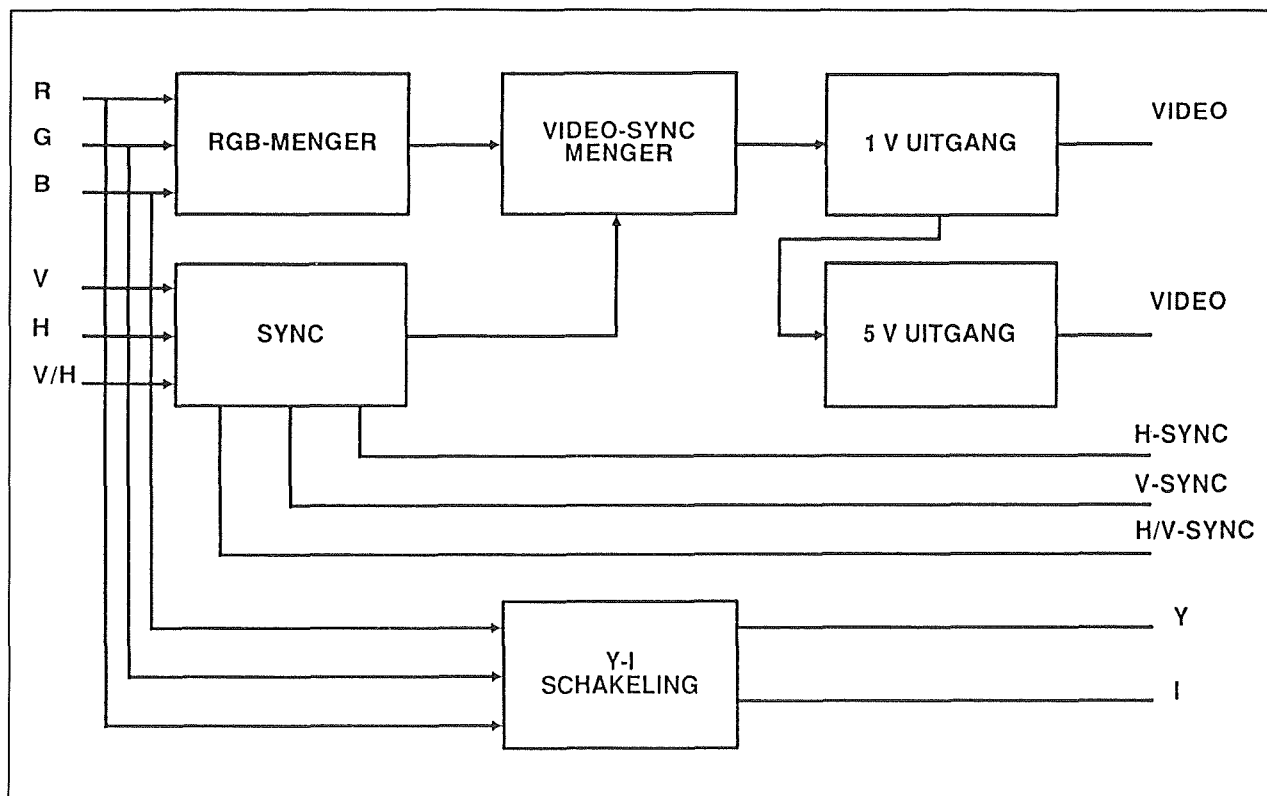 R
G
B
RGB-MENGER
VIDEO-SYNC
MENGER
1 V UITGANG
VIDEO
V
H
V/H
SYNC
5 V UITGANG
VIDEO
H-SYNC
V-SYNC
H/V-SYNC
Y-I
SCHAKELING
Y
I